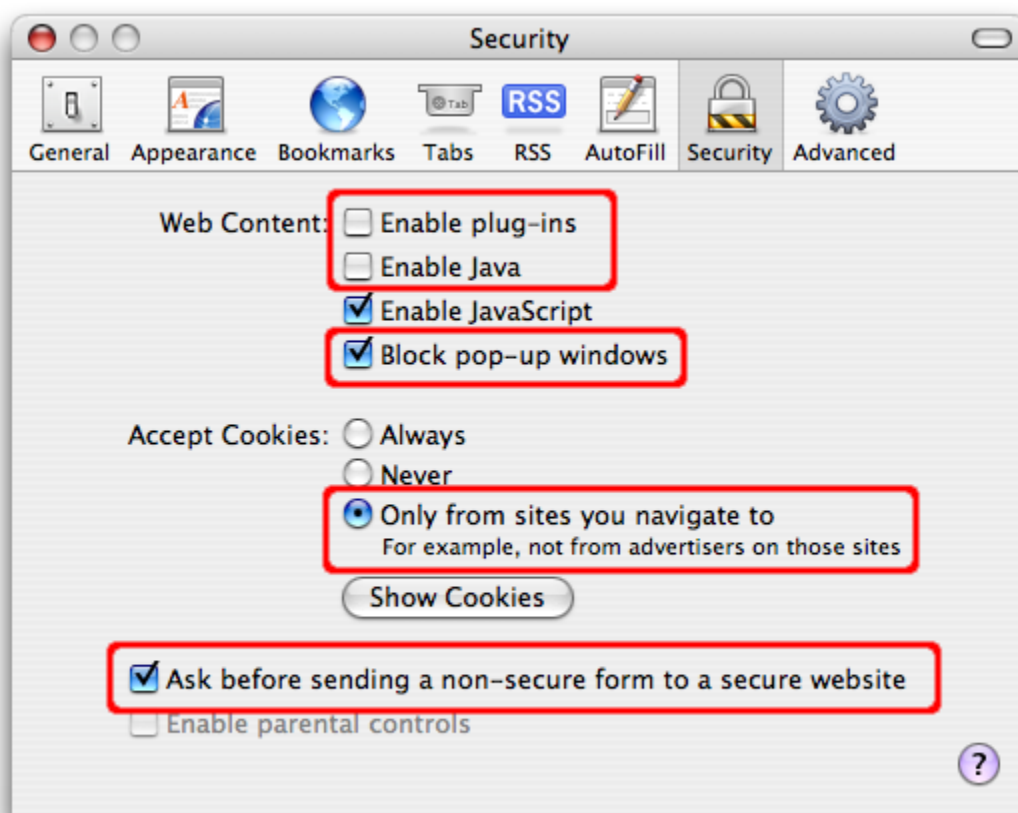 Security
Tab
RSS
General Appearance Bookmarks Tabs RSS AutoFill Security Advanced
Web Content: Enable plug-ins
Enable Java
Enable JavaScript
Block pop-up windows
Accept Cookies: Always
Never
Only from sites you navigate to
For example, not from advertisers on those sites
Show Cookies
Ask before sending a non-secure form to a secure website
Enable parental controls
?